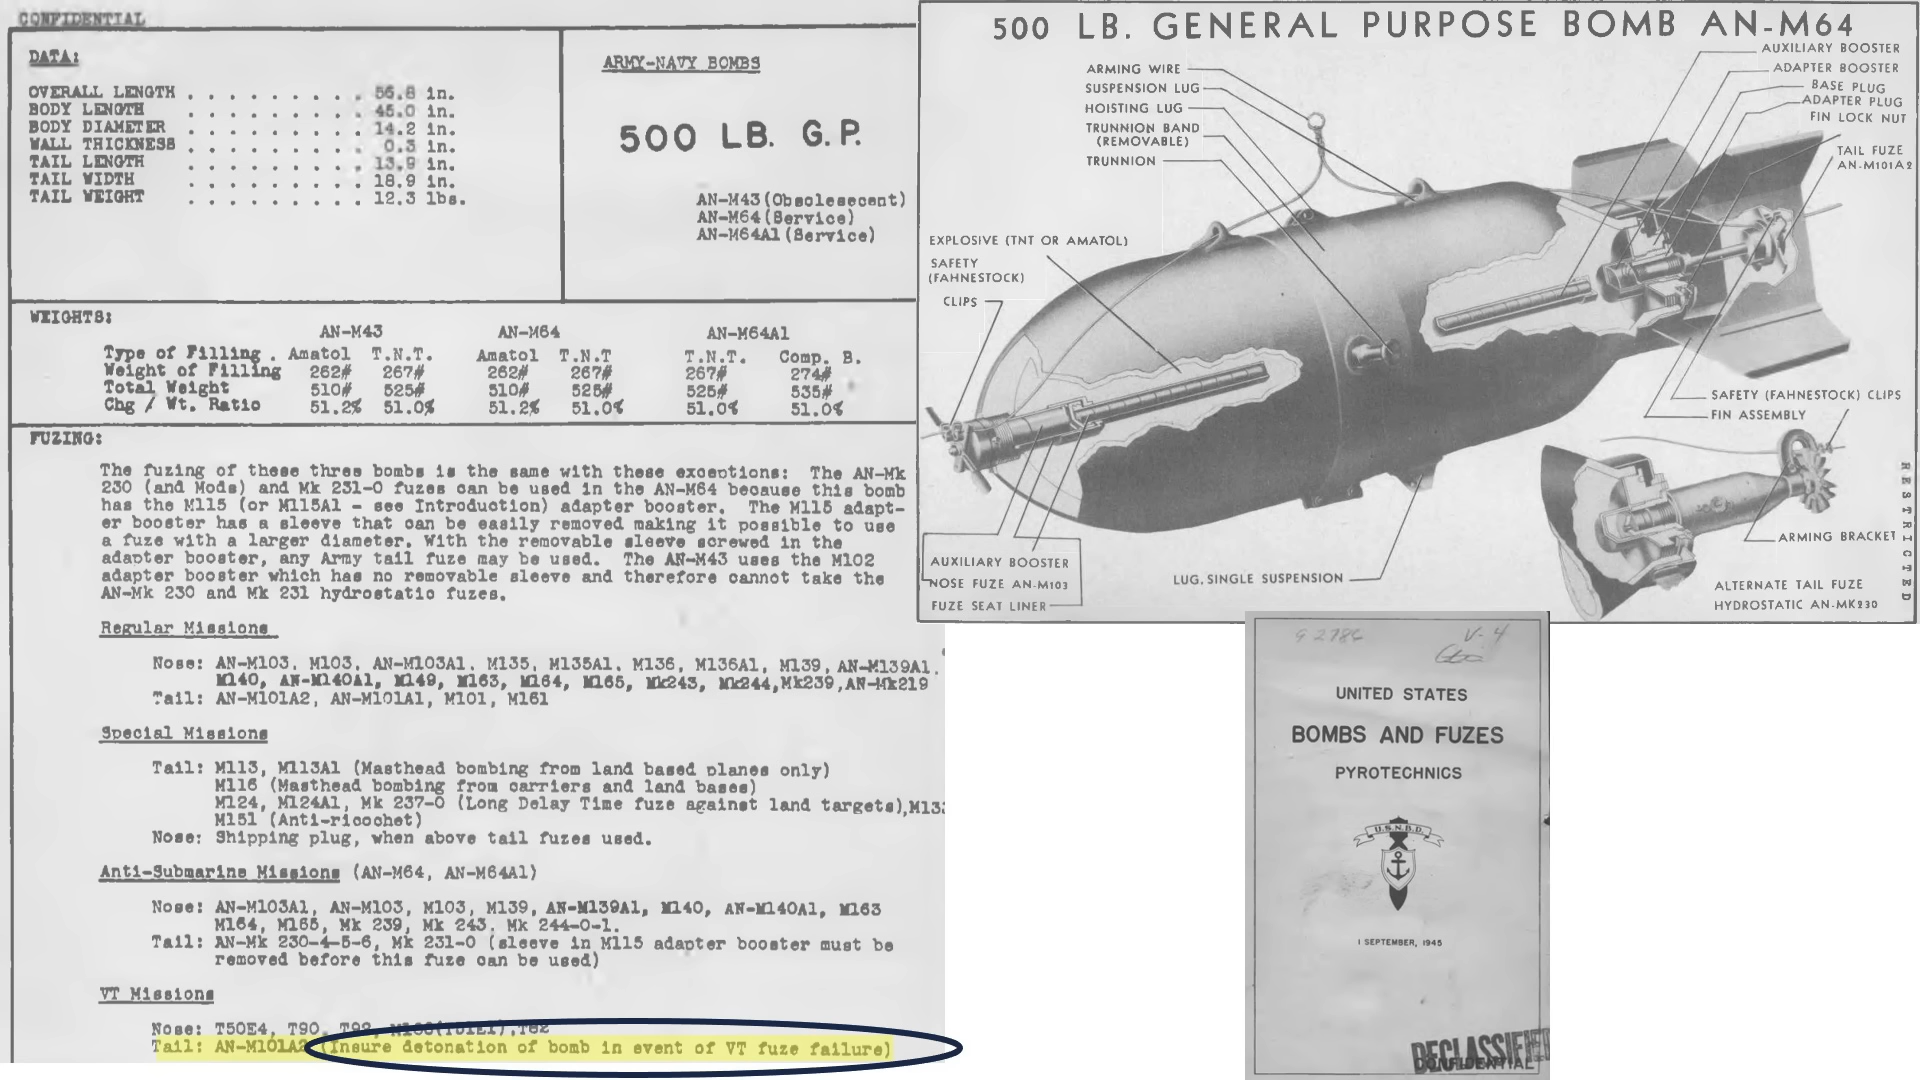 CONFIDENTIAL
DATA:
OVERALL LENGTH . . . . . . . . . . 56.8 in.
BODY LENGTH . . . . . . . . . . 45.0 in.
BODY DIAMETER . . . . . . . . . . 14.2 in.
WALL THICKNESS . . . . . . . . . . 0.3 in.
TAIL LENGTH . . . . . . . . . . 13.9 in.
TAIL WIDTH . . . . . . . . . . 18.9 in.
TAIL WEIGHT . . . . . . . . . . 12.3 lbs.
ARMY-NAVY BOMBS
500 LB. G.P.
AN-M43(Obsolesecent)
AN-M64(Service)
AN-M64A1(Service)
WEIGHTS:
AN-M43 AN-M64 AN-M64A1
Type of Filling . Amatol T.N.T. Amatol T.N.T T.N.T. Comp. B.
Weight of Filling 262# 267# 262# 267# 267# 274#
Total Weight 510# 525# 510# 525# 525# 535#
Chg / Wt. Ratio 51.2% 51.0% 51.2% 51.0% 51.0% 51.0%
FUZING:
The fuzing of these three bombs is the same with these exceptions: The AN-Mk
230 (and Mods) and Mk 231-0 fuzes can be used in the AN-M64 because this bomb
has the M115 (or M115A1 - see Introduction) adapter booster. The M115 adapt-
er booster has a sleeve that can be easily removed making it possible to use
a fuze with a larger diameter. With the removable sleeve screwed in the
adapter booster, any Army tail fuze may be used. The AN-M43 uses the M102
adapter booster which has no removable sleeve and therefore cannot take the
AN-Mk 230 and Mk 231 hydrostatic fuzes.
Regular Missions
Nose: AN-M103, M103, AN-M103A1, M135, M135A1, M136, M136A1, M139, AN-M139A1,
M140, AN-M140A1, M149, M163, M164, M165, Mk243, Mk244,Mk239,AN-Mk219
Tail: AN-M101A2, AN-M101A1, M101, M161
Special Missions
Tail: M113, M113A1 (Masthead bombing from land based planes only)
M116 (Masthead bombing from carriers and land bases)
M124, M124A1, Mk 237-0 (Long Delay Time fuze against land targets),M13
M151 (Anti-ricochet)
Nose: Shipping plug, when above tail fuzes used.
Anti-Submarine Missions (AN-M64, AN-M64A1)
Nose: AN-M103A1, AN-M103, M103, M139, AN-M139A1, M140, AN-M140A1, M163
M164, M165, Mk 239, Mk 243. Mk 244-0-1.
Tail: AN-Mk 230-4-5-6, Mk 231-0 (sleeve in M115 adapter booster must be
removed before this fuze can be used)
VT Missions
Nose: T50E4, T90, T92,
Tail: AN-M101A2 (Insure detonation of bomb in event of VT fuze failure)
500 LB. GENERAL PURPOSE BOMB AN-M64
ARMING WIRE
SUSPENSION LUG
HOISTING LUG
TRUNNION BAND
(REMOVABLE)
TRUNNION
EXPLOSIVE (TNT OR AMATOL)
SAFETY
(FAHNESTOCK)
CLIPS
AUXILIARY BOOSTER
ADAPTER BOOSTER
BASE PLUG
ADAPTER PLUG
FIN LOCK NUT
TAIL FUZE
AN-M101A2
SAFETY (FAHNESTOCK) CLIPS
FIN ASSEMBLY
AUXILIARY BOOSTER
NOSE FUZE AN-M103
FUZE SEAT LINER
LUG, SINGLE SUSPENSION
ARMING BRACKET
ALTERNATE TAIL FUZE
HYDROSTATIC AN-MK230
RESTRICTED
V-4
UNITED STATES
BOMBS AND FUZES
PYROTECHNICS
U.S.N.B.D.
1 SEPTEMBER, 1945
DECLASSIFIED
CONFIDENTIAL